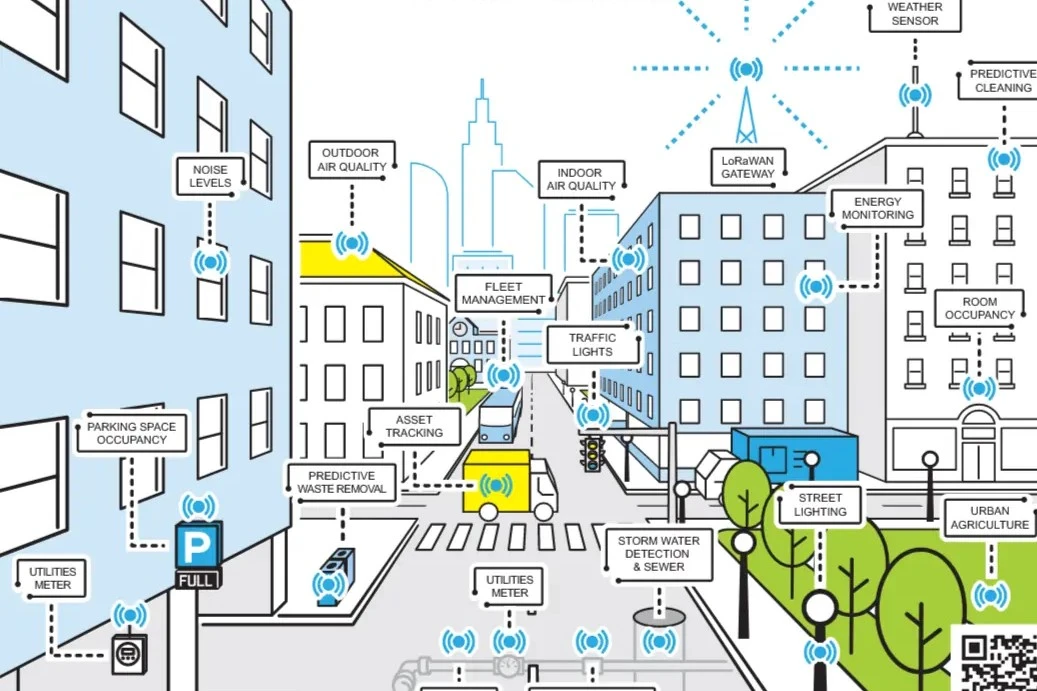 WEATHER
SENSOR
PREDICTIVE
CLEANING
OUTDOOR
AIR QUALITY
NOISE
LEVELS
INDOOR
AIR QUALITY
LoRaWAN
GATEWAY
ENERGY
MONITORING
FLEET
MANAGEMENT
ROOM
OCCUPANCY
TRAFFIC
LIGHTS
PARKING SPACE
OCCUPANCY
ASSET
TRACKING
PREDICTIVE
WASTE REMOVAL
STREET
LIGHTING
URBAN
AGRICULTURE
P
FULL
STORM WATER
DETECTION
& SEWER
UTILITIES
METER
UTILITIES
METER